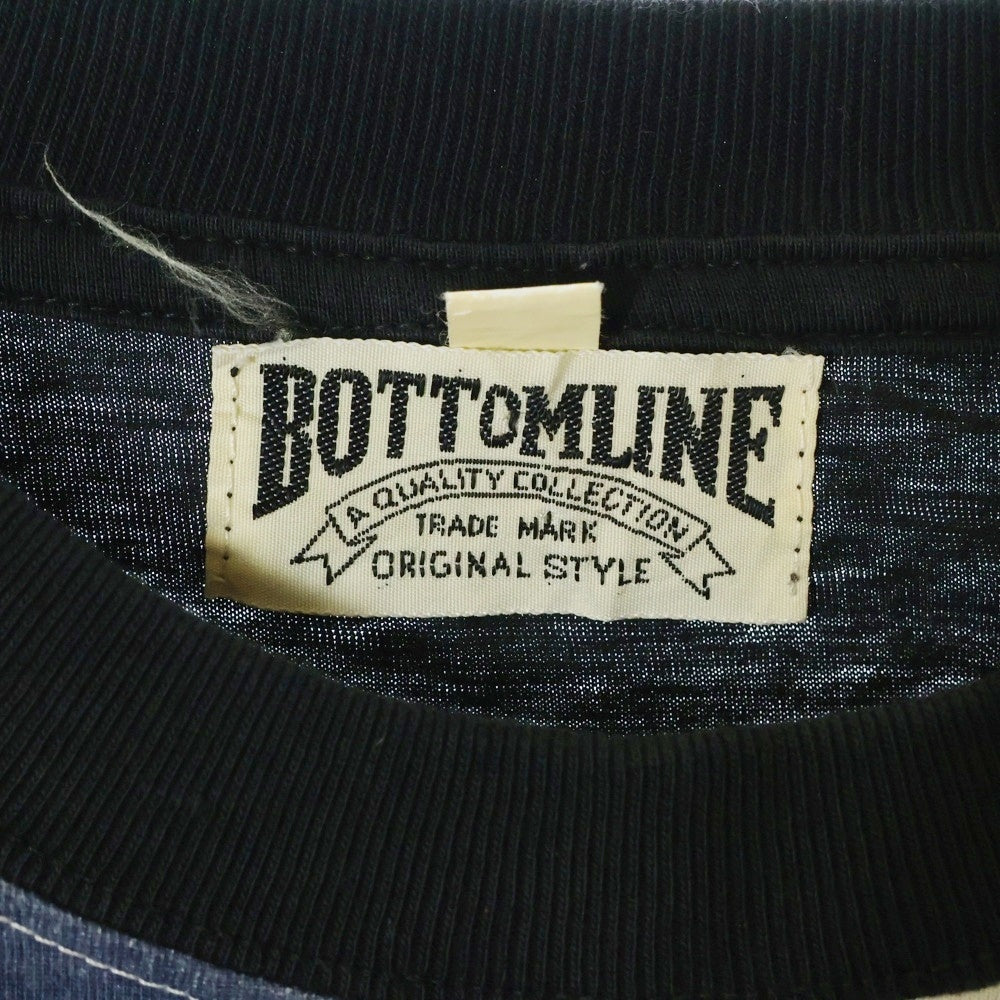 BOTTOMLINE
A QUALITY COLLECTION
TRADE MARK
ORIGINAL STYLE